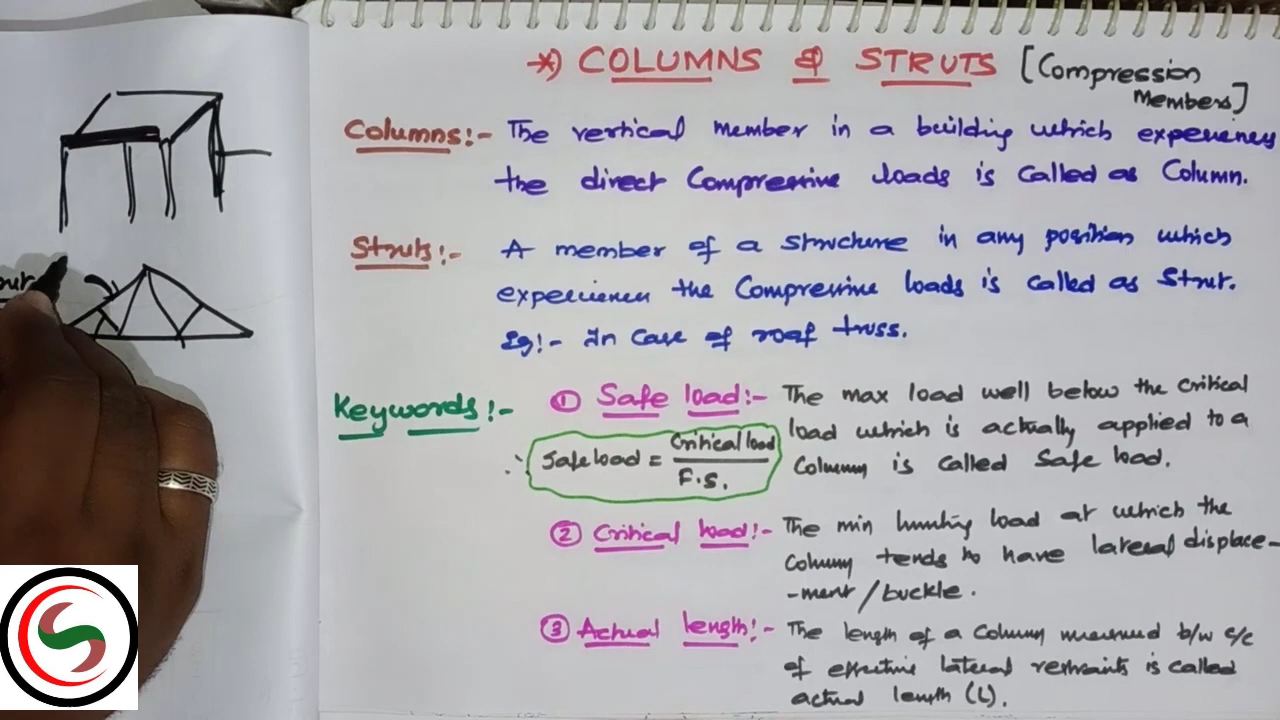 *) COLUMNS & STRUTS [Compression Members]
Columns:- The vertical member in a building which experiences
the direct Compressive loads is called as Column.
Struts:- A member of a structure in any position which
experiences the Compressive loads is called as Strut.
Eg:- In case of roof truss.
Keywords:- ① Safe load:- The max load well below the critical
load which is actually applied to a
Column is called Safe load.
∴ Safe load = Critical load / F.S.
② Critical load:- The min limiting load at which the
Column tends to have lateral displace-
-ment/buckle.
③ Actual length:- The length of a Column measured b/w c/c
of effective lateral restraints is called
actual length (L).